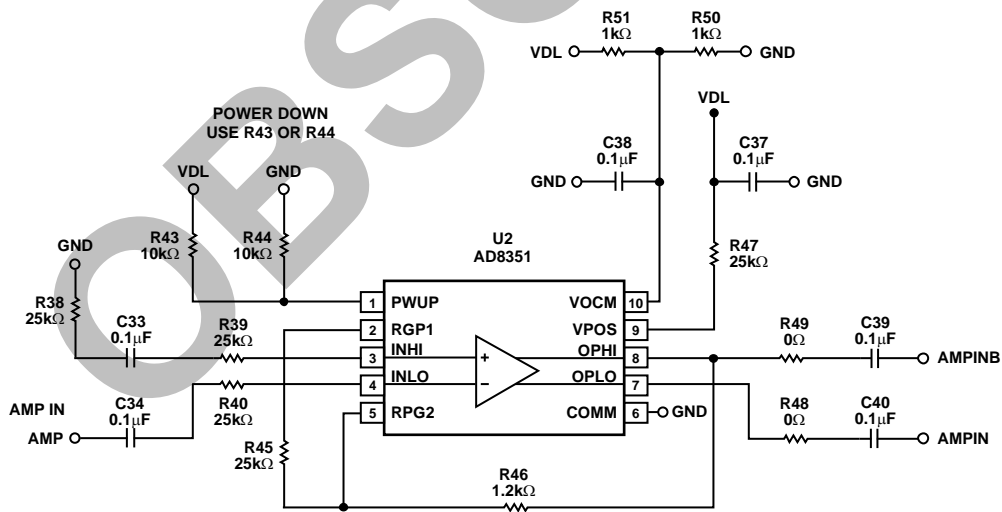 OBSO
R51
1kΩ
R50
1kΩ
VDL
GND
POWER DOWN
USE R43 OR R44
VDL
C38
0.1μF
C37
0.1μF
VDL
GND
GND
GND
U2
AD8351
R43
10kΩ
R44
10kΩ
R47
25kΩ
GND
R38
25kΩ
C33
0.1μF
R39
25kΩ
1 PWUP
2 RGP1
3 INHI
4 INLO
5 RPG2
+
–
VOCM 10
VPOS 9
OPHI 8
OPLO 7
COMM 6
GND
R49
0Ω
C39
0.1μF
AMPINB
AMP IN
AMP
C34
0.1μF
R40
25kΩ
R48
0Ω
C40
0.1μF
AMPIN
R45
25kΩ
R46
1.2kΩ